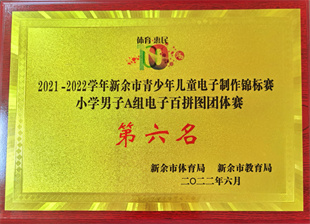 体育·惠民
10
2021-2022学年新余市青少年儿童电子制作锦标赛
小学男子A组电子百拼图团体赛
第六名
新余市体育局 新余市教育局
二〇二二年六月